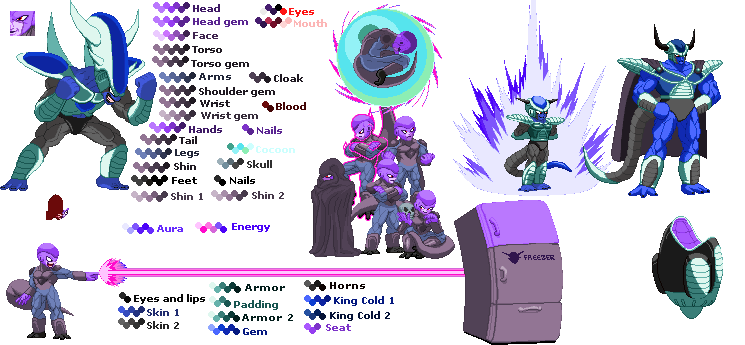 Head
Eyes
Head gem
Mouth
Face
Torso
Torso gem
Arms
Cloak
Shoulder gem
Wrist
Blood
Wrist gem
Hands
Nails
Tail
Cocoon
Legs
Skull
Shin
Feet
Nails
Shin 1
Shin 2
Aura
Energy
FREEZER
Eyes and lips
Skin 1
Skin 2
Armor
Padding
Armor 2
Gem
Horns
King Cold 1
King Cold 2
Seat